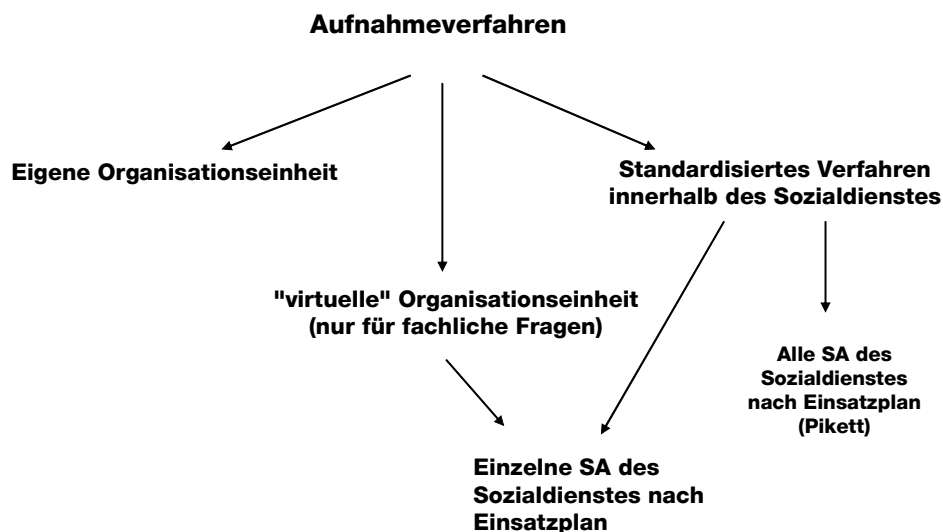 Aufnahmeverfahren
Eigene Organisationseinheit
Standardisiertes Verfahren
innerhalb des Sozialdienstes
"virtuelle" Organisationseinheit
(nur für fachliche Fragen)
Alle SA des
Sozialdienstes
nach Einsatzplan
(Pikett)
Einzelne SA des
Sozialdienstes nach
Einsatzplan